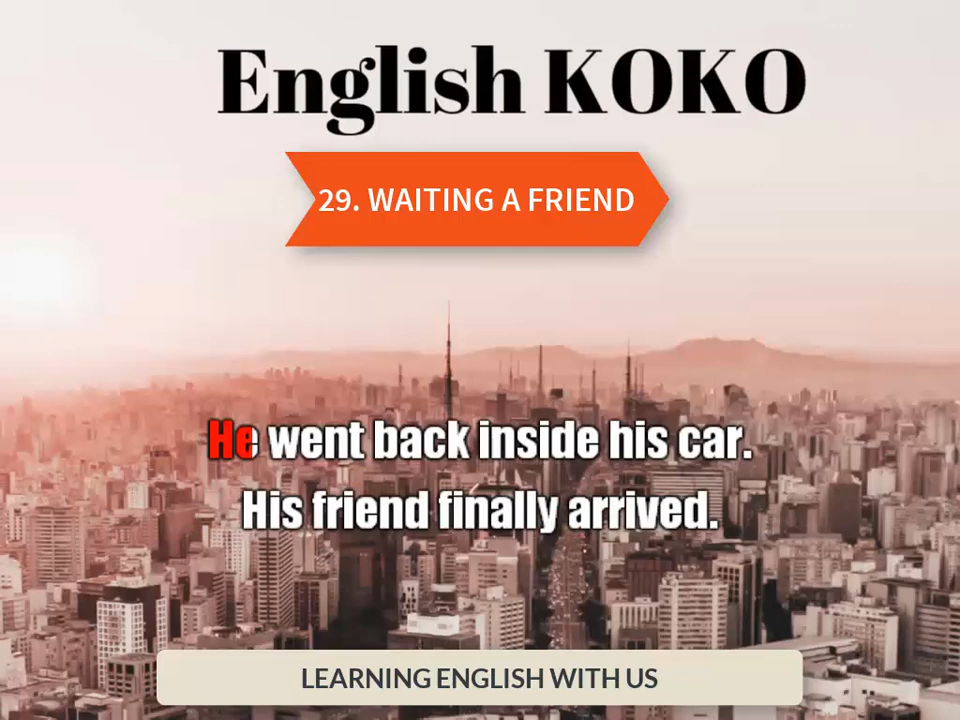 English KOKO
29. WAITING A FRIEND
He went back inside his car.
His friend finally arrived.
LEARNING ENGLISH WITH US